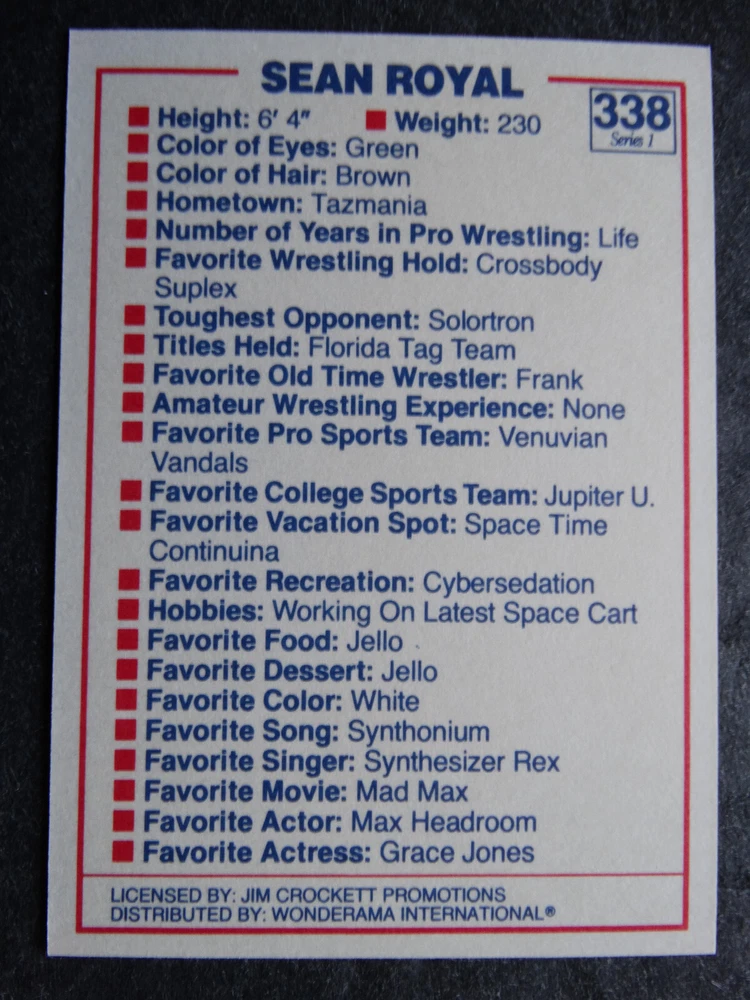 SEAN ROYAL
338
Series 1
Height: 6' 4" Weight: 230
Color of Eyes: Green
Color of Hair: Brown
Hometown: Tazmania
Number of Years in Pro Wrestling: Life
Favorite Wrestling Hold: Crossbody
Suplex
Toughest Opponent: Solortron
Titles Held: Florida Tag Team
Favorite Old Time Wrestler: Frank
Amateur Wrestling Experience: None
Favorite Pro Sports Team: Venuvian
Vandals
Favorite College Sports Team: Jupiter U.
Favorite Vacation Spot: Space Time
Continuina
Favorite Recreation: Cybersedation
Hobbies: Working On Latest Space Cart
Favorite Food: Jello
Favorite Dessert: Jello
Favorite Color: White
Favorite Song: Synthonium
Favorite Singer: Synthesizer Rex
Favorite Movie: Mad Max
Favorite Actor: Max Headroom
Favorite Actress: Grace Jones
LICENSED BY: JIM CROCKETT PROMOTIONS
DISTRIBUTED BY: WONDERAMA INTERNATIONAL®